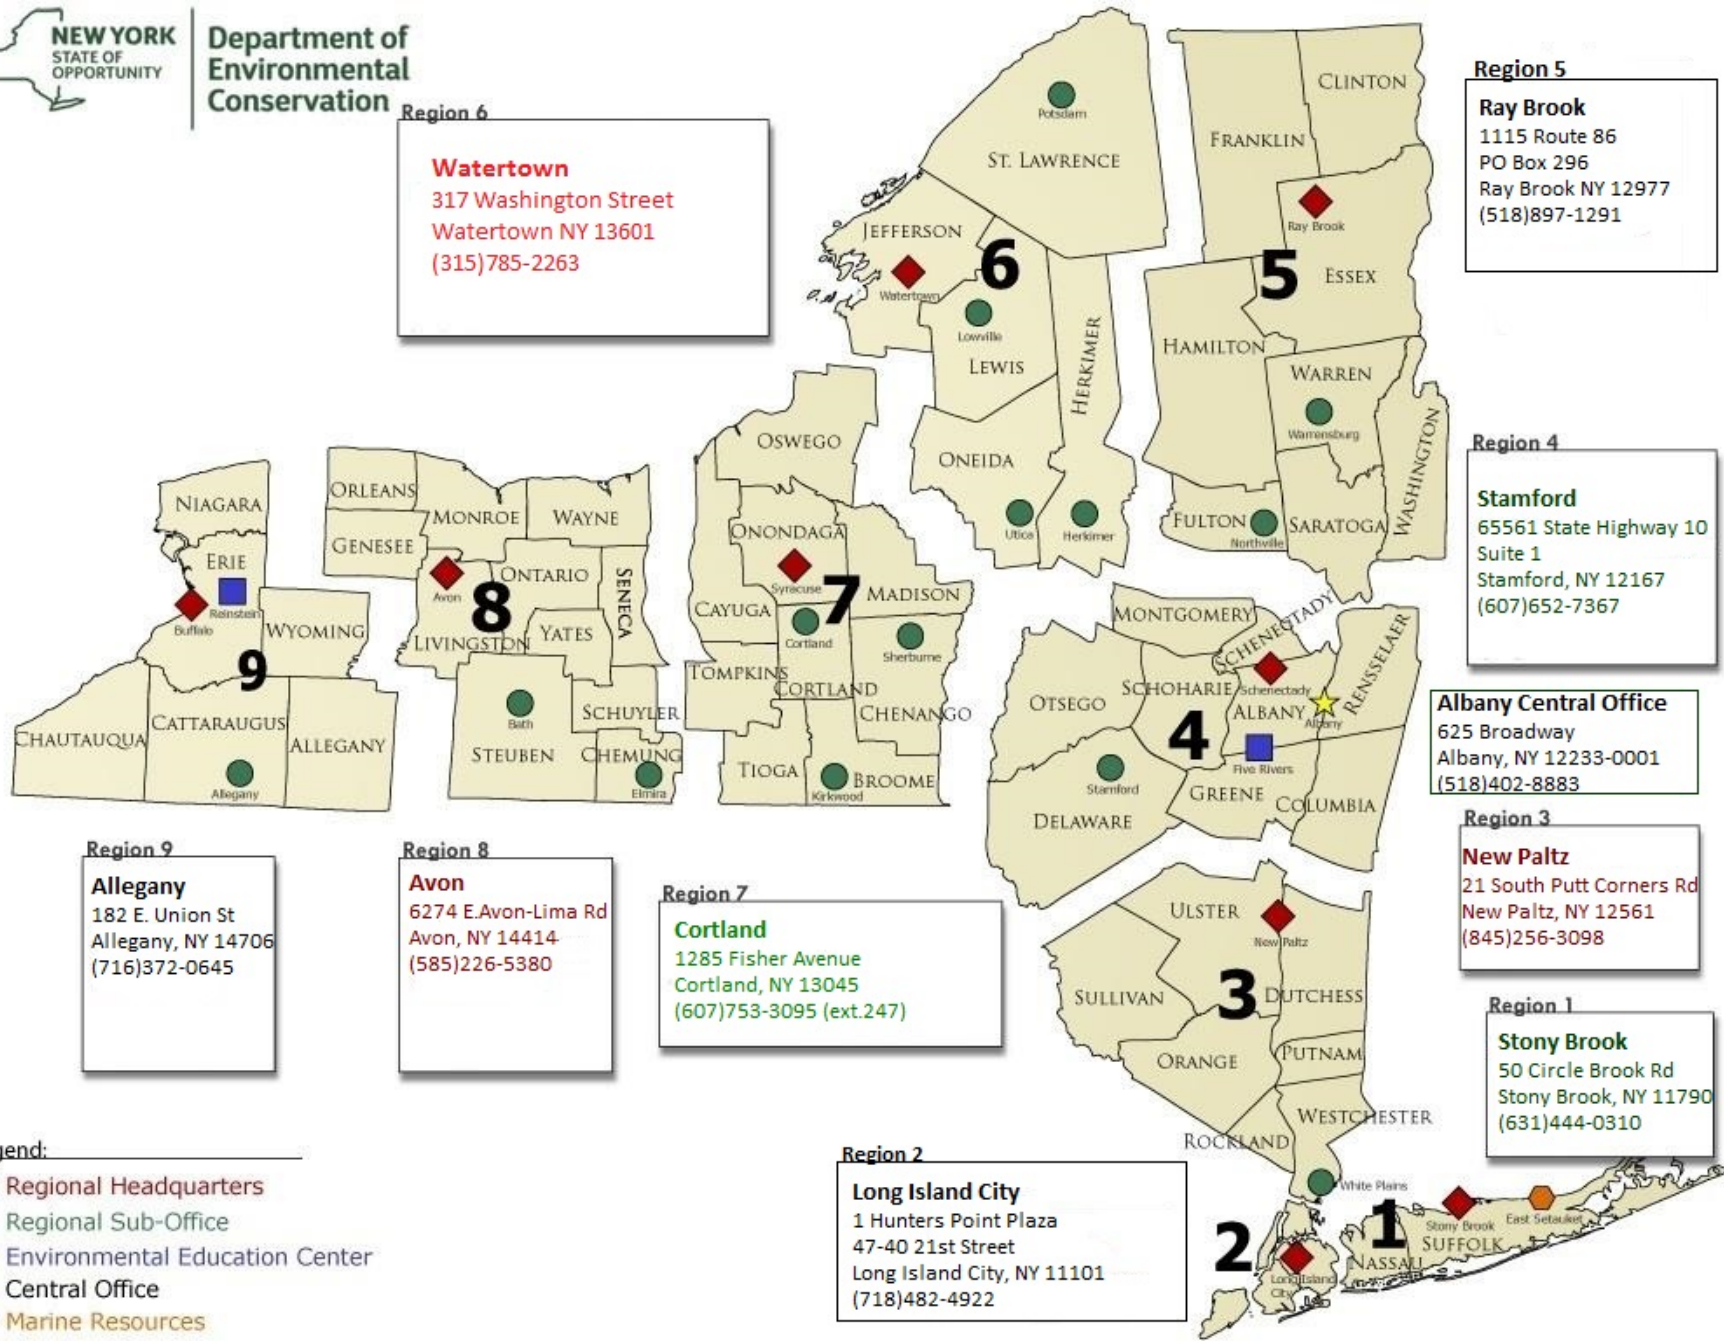 NEW YORK
STATE OF
OPPORTUNITY
Department of
Environmental
Conservation
Region 6
Watertown
317 Washington Street
Watertown NY 13601
(315)785-2263
Region 5
Ray Brook
1115 Route 86
PO Box 296
Ray Brook NY 12977
(518)897-1291
Region 4
Stamford
65561 State Highway 10
Suite 1
Stamford, NY 12167
(607)652-7367
Albany Central Office
625 Broadway
Albany, NY 12233-0001
(518)402-8883
Region 3
New Paltz
21 South Putt Corners Rd
New Paltz, NY 12561
(845)256-3098
Region 1
Stony Brook
50 Circle Brook Rd
Stony Brook, NY 11790
(631)444-0310
Region 2
Long Island City
1 Hunters Point Plaza
47-40 21st Street
Long Island City, NY 11101
(718)482-4922
Region 7
Cortland
1285 Fisher Avenue
Cortland, NY 13045
(607)753-3095 (ext.247)
Region 8
Avon
6274 E.Avon-Lima Rd
Avon, NY 14414
(585)226-5380
Region 9
Allegany
182 E. Union St
Allegany, NY 14706
(716)372-0645
6
ST. LAWRENCE
Potsdam
JEFFERSON
Watertown
Lowville
LEWIS
HERKIMER
ONEIDA
Utica
Herkimer
5
CLINTON
FRANKLIN
Ray Brook
ESSEX
HAMILTON
WARREN
Warrensburg
WASHINGTON
FULTON
Northville
SARATOGA
9
NIAGARA
ERIE
Reinstein
Buffalo
WYOMING
CHAUTAUQUA
CATTARAUGUS
ALLEGANY
Allegany
8
ORLEANS
MONROE
WAYNE
GENESEE
Avon
ONTARIO
SENECA
LIVINGSTON
YATES
Bath
STEUBEN
SCHUYLER
CHEMUNG
Elmira
7
OSWEGO
ONONDAGA
Syracuse
CAYUGA
MADISON
Cortland
Sherburne
TOMPKINS
CORTLAND
CHENANGO
TIOGA
BROOME
Kirkwood
4
MONTGOMERY
SCHENECTADY
RENSSELAER
Schenectady
OTSEGO
SCHOHARIE
ALBANY
Albany
Five Rivers
Stamford
DELAWARE
GREENE
COLUMBIA
3
ULSTER
New Paltz
SULLIVAN
DUTCHESS
ORANGE
PUTNAM
WESTCHESTER
ROCKLAND
White Plains
2
Long Island
City
1
Stony Brook
East Setauket
SUFFOLK
NASSAU
gend:
Regional Headquarters
Regional Sub-Office
Environmental Education Center
Central Office
Marine Resources